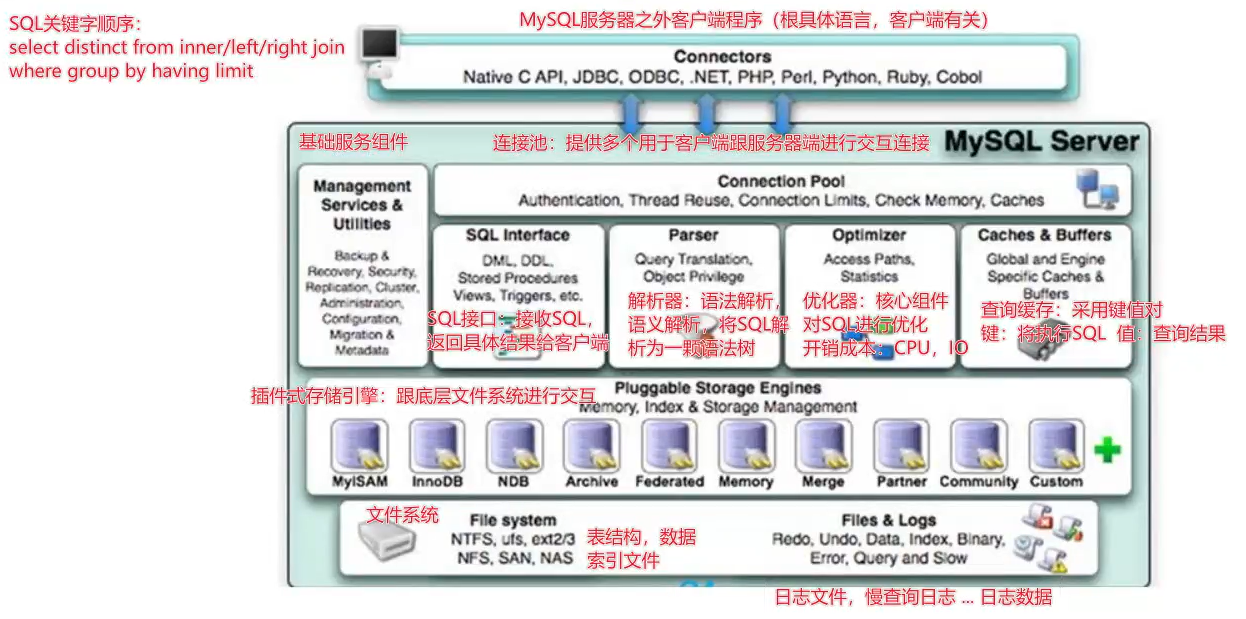 SQL关键字顺序：
select distinct from inner/left/right join
where group by having limit
MySQL服务器之外客户端程序（根具体语言，客户端有关）
Connectors
Native C API, JDBC, ODBC, .NET, PHP, Perl, Python, Ruby, Cobol
基础服务组件
连接池：提供多个用于客户端跟服务器端进行交互连接
MySQL Server
Management
Services &
Utilities
Backup &
Recovery, Security,
Replication, Cluster,
Administration,
Configuration,
Migration &
Metadata
Connection Pool
Authentication, Thread Reuse, Connection Limits, Check Memory, Caches
SQL Interface
DML, DDL,
Stored Procedures
Views, Triggers, etc.
SQL接口：接收SQL，
返回具体结果给客户端
Parser
Query Translation,
Object Privilege
解析器：语法解析，
语义解析，将SQL解
析为一颗语法树
Optimizer
Access Paths,
Statistics
优化器：核心组件
对SQL进行优化
开销成本：CPU，IO
Caches & Buffers
Global and Engine
Specific Caches &
Buffers
查询缓存：采用键值对
键：将执行SQL 值：查询结果
Pluggable Storage Engines
插件式存储引擎：跟底层文件系统进行交互
Memory, Index & Storage Management
MyISAM
InnoDB
NDB
Archive
Federated
Memory
Merge
Partner
Community
Custom
文件系统
File system
NTFS, ufs, ext2/3
NFS, SAN, NAS
表结构，数据
索引文件
Files & Logs
Redo, Undo, Data, Index, Binary,
Error, Query and Slow
日志文件，慢查询日志 ... 日志数据